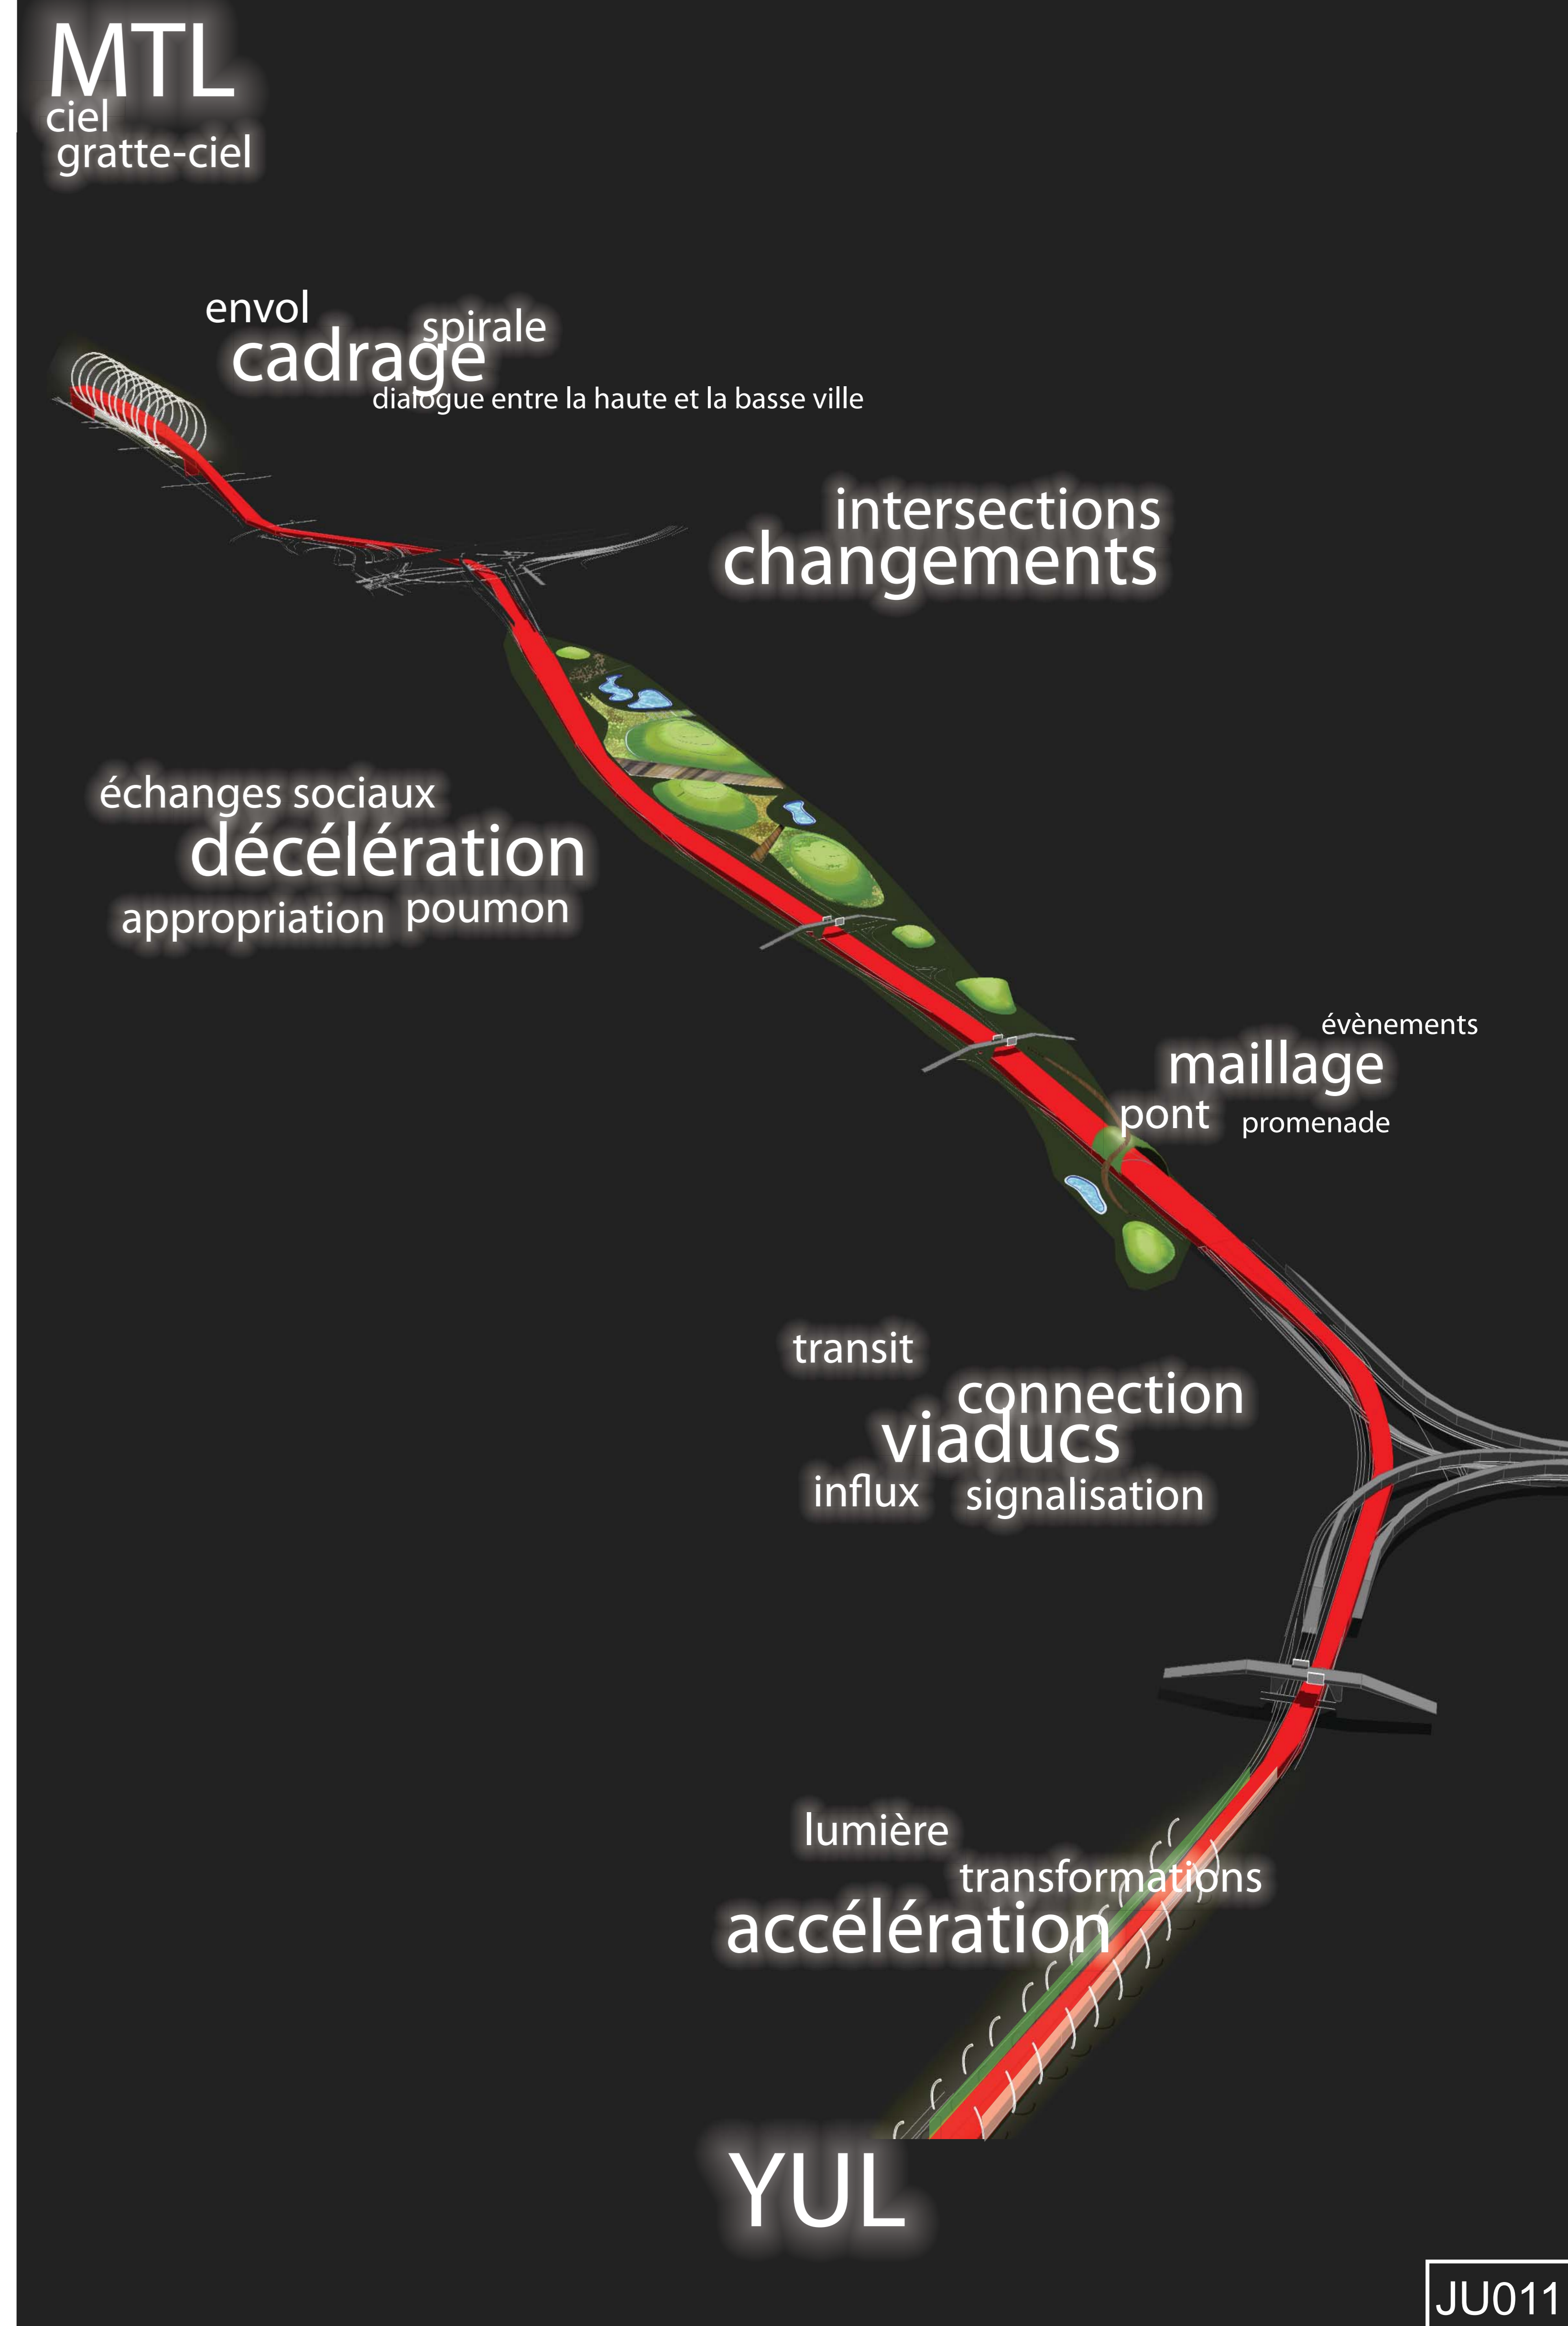 MTL
ciel
gratte-ciel
envol
spirale
cadrage
dialogue entre la haute et la basse ville
intersections
changements
échanges sociaux
décélération
appropriation poumon
évènements
maillage
pont promenade
transit
connection
viaducs
influx signalisation
lumière
transformations
accélération
YUL
JU011